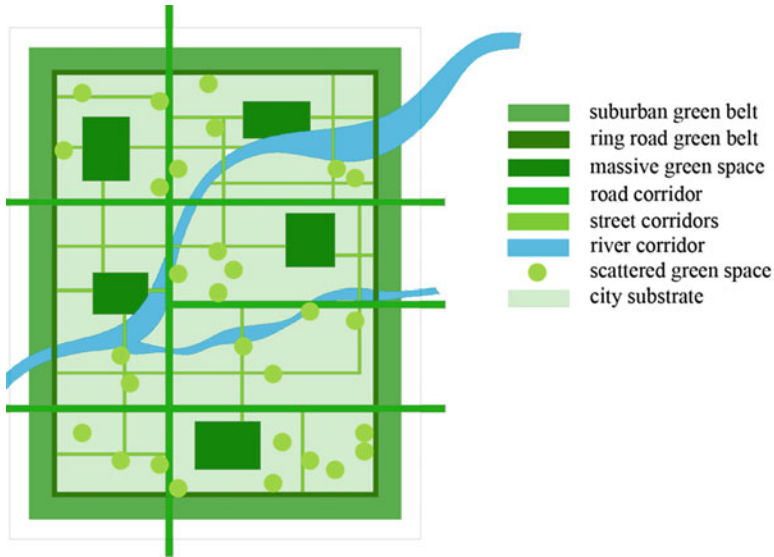 suburban green belt
ring road green belt
massive green space
road corridor
street corridors
river corridor
scattered green space
city substrate